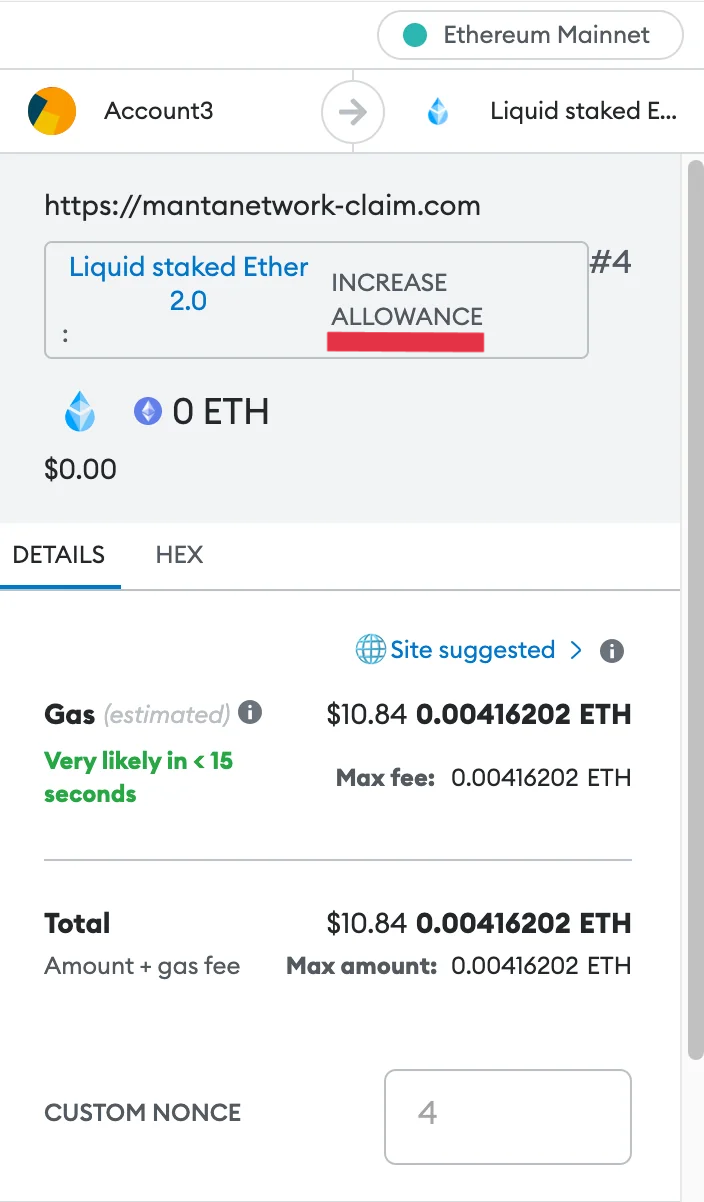 Ethereum Mainnet
Account3
Liquid staked E...
https://mantanetwork-claim.com
Liquid staked Ether
2.0
:
INCREASE
ALLOWANCE
#4
0 ETH
$0.00
DETAILS HEX
Site suggested >
Gas (estimated) $10.84 0.00416202 ETH
Very likely in < 15
seconds
Max fee: 0.00416202 ETH
Total $10.84 0.00416202 ETH
Amount + gas fee Max amount: 0.00416202 ETH
CUSTOM NONCE 4